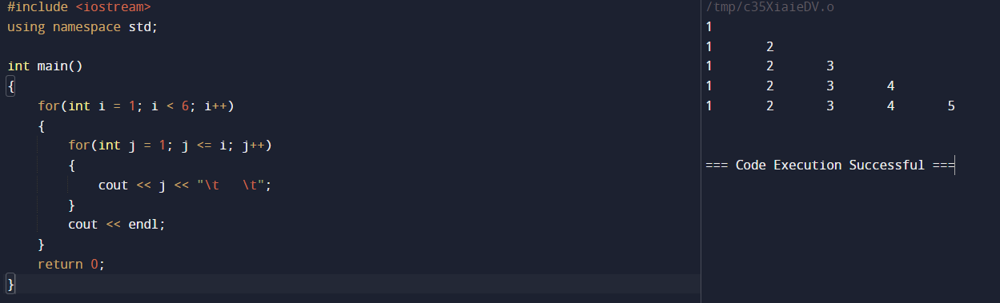 #include <iostream>
using namespace std;

int main()
{
    for(int i = 1; i < 6; i++)
    {
        for(int j = 1; j <= i; j++)
        {
            cout << j << "\t   \t";
        }
        cout << endl;
    }
    return 0;
}
/tmp/c35XiaieDV.o
1
1	2
1	2	3
1	2	3	4
1	2	3	4	5
=== Code Execution Successful ===